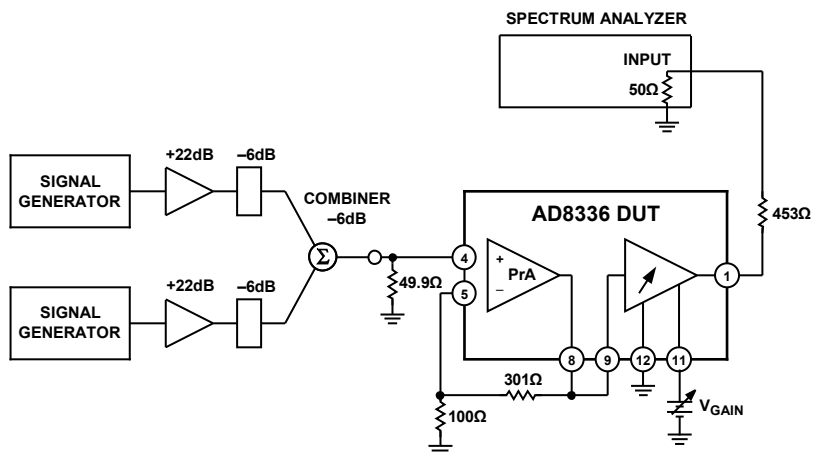 SPECTRUM ANALYZER
INPUT
50Ω
+22dB
–6dB
SIGNAL
GENERATOR
COMBINER
–6dB
Σ
49.9Ω
+22dB
–6dB
SIGNAL
GENERATOR
AD8336 DUT
453Ω
4
+
PrA
–
5
1
8
9
12
11
301Ω
100Ω
VGAIN